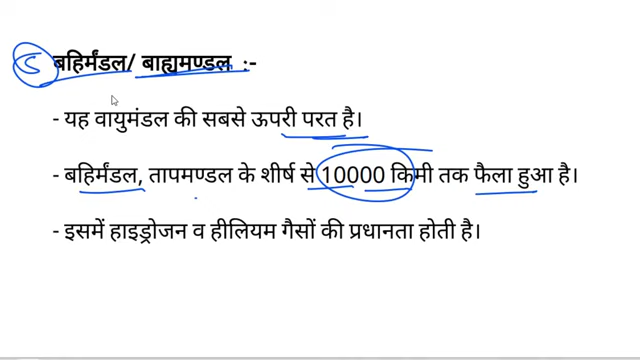 5 बहिर्मंडल/ बाह्यमण्डल :-
- यह वायुमंडल की सबसे ऊपरी परत है।
- बहिर्मंडल, तापमण्डल के शीर्ष से 10000 किमी तक फैला हुआ है।
- इसमें हाइड्रोजन व हीलियम गैसों की प्रधानता होती है।